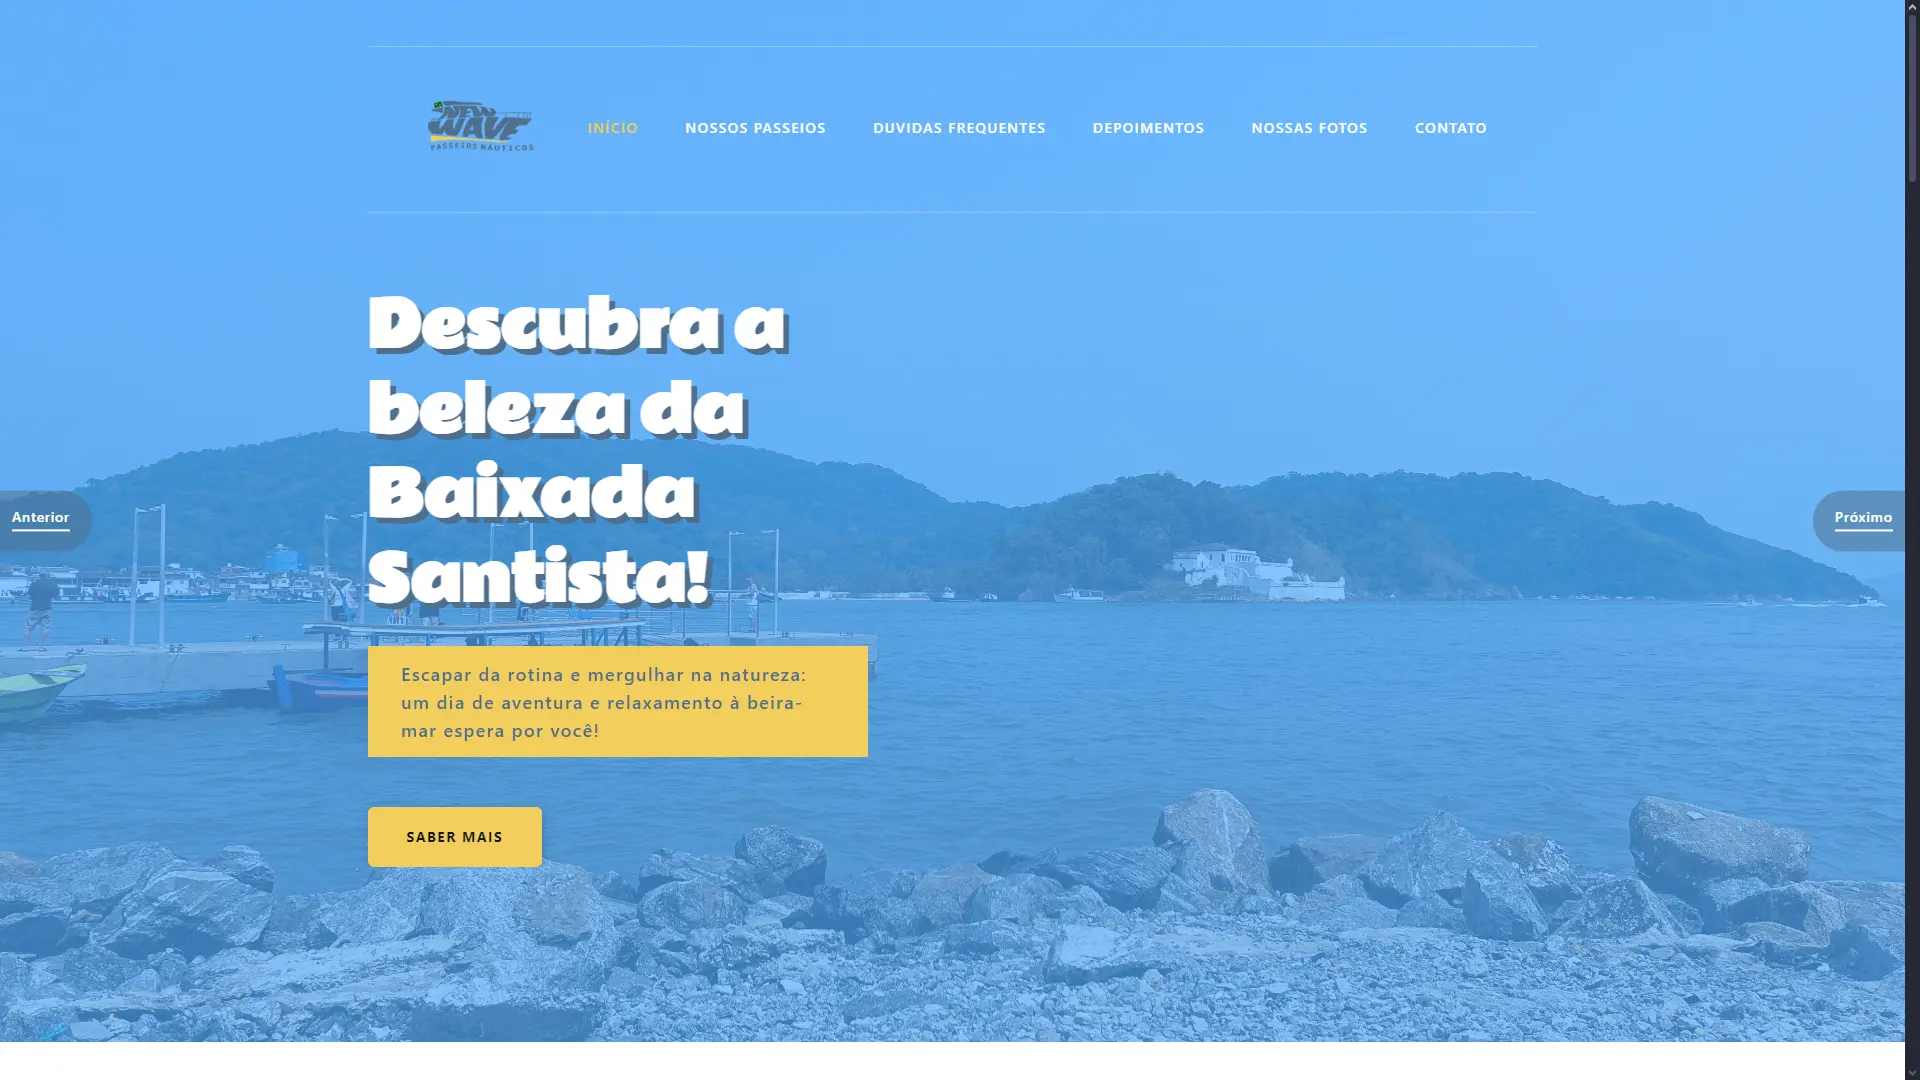 NEW
WAVE
PASSEIOS NÁUTICOS
INÍCIO
NOSSOS PASSEIOS
DUVIDAS FREQUENTES
DEPOIMENTOS
NOSSAS FOTOS
CONTATO
Descubra a
beleza da
Baixada
Santista!
Anterior
Próximo
Escapar da rotina e mergulhar na natureza:
um dia de aventura e relaxamento à beira-
mar espera por você!
SABER MAIS